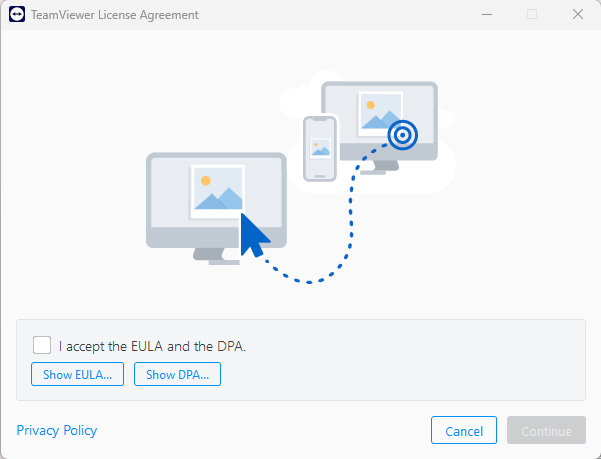 TeamViewer License Agreement
I accept the EULA and the DPA.
Show EULA... Show DPA...
Privacy Policy Cancel Continue